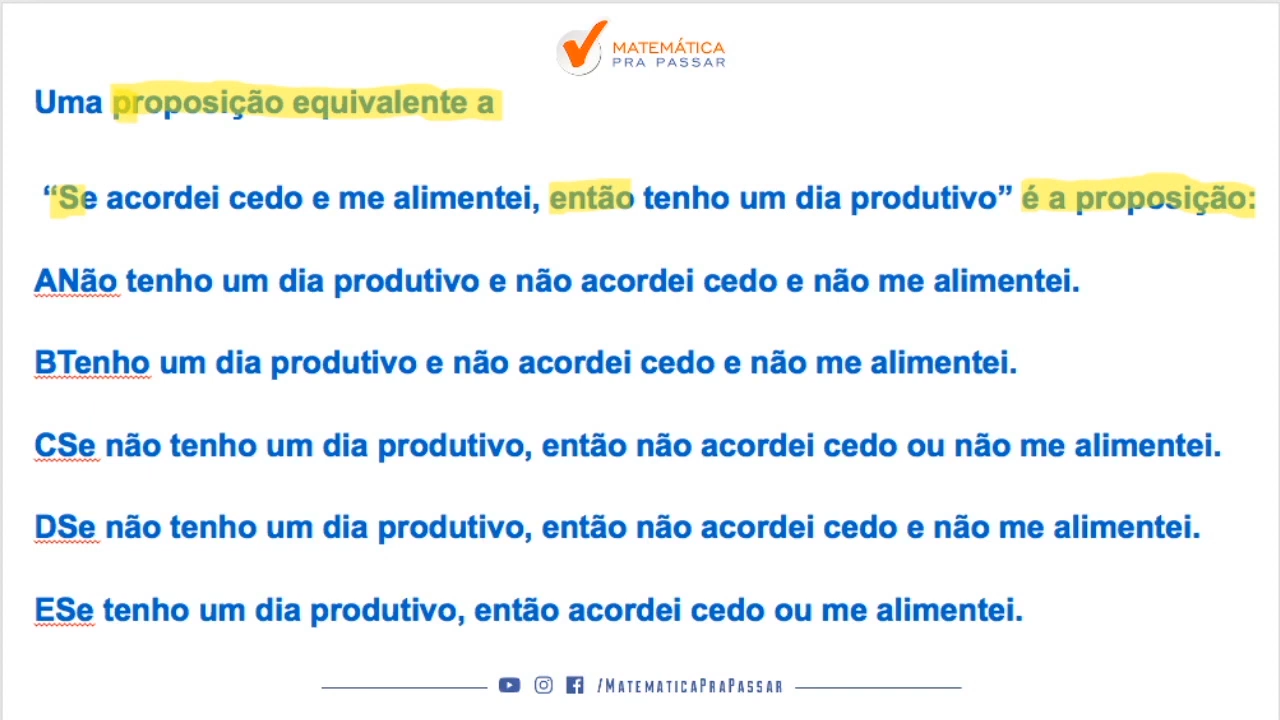 MATEMÁTICA
PRA PASSAR
Uma proposição equivalente a
“Se acordei cedo e me alimentei, então tenho um dia produtivo” é a proposição:
ANão tenho um dia produtivo e não acordei cedo e não me alimentei.
BTenho um dia produtivo e não acordei cedo e não me alimentei.
CSe não tenho um dia produtivo, então não acordei cedo ou não me alimentei.
DSe não tenho um dia produtivo, então não acordei cedo e não me alimentei.
ESe tenho um dia produtivo, então acordei cedo ou me alimentei.
/MATEMATICAPRAPASSAR